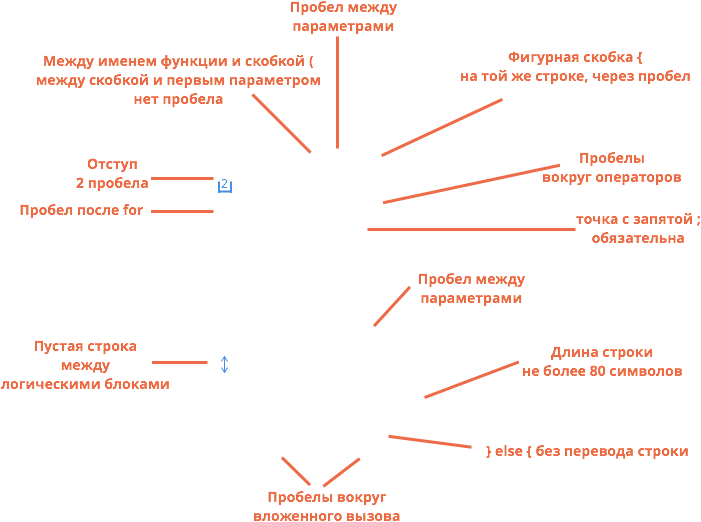 Пробел между
параметрами
Между именем функции и скобкой (
между скобкой и первым параметром
нет пробела
Фигурная скобка {
на той же строке, через пробел
Отступ
2 пробела
2
Пробелы
вокруг операторов
Пробел после for
точка с запятой ;
обязательна
Пробел между
параметрами
Пустая строка
между
логическими блоками
Длина строки
не более 80 символов
} else { без перевода строки
Пробелы вокруг
вложенного вызова